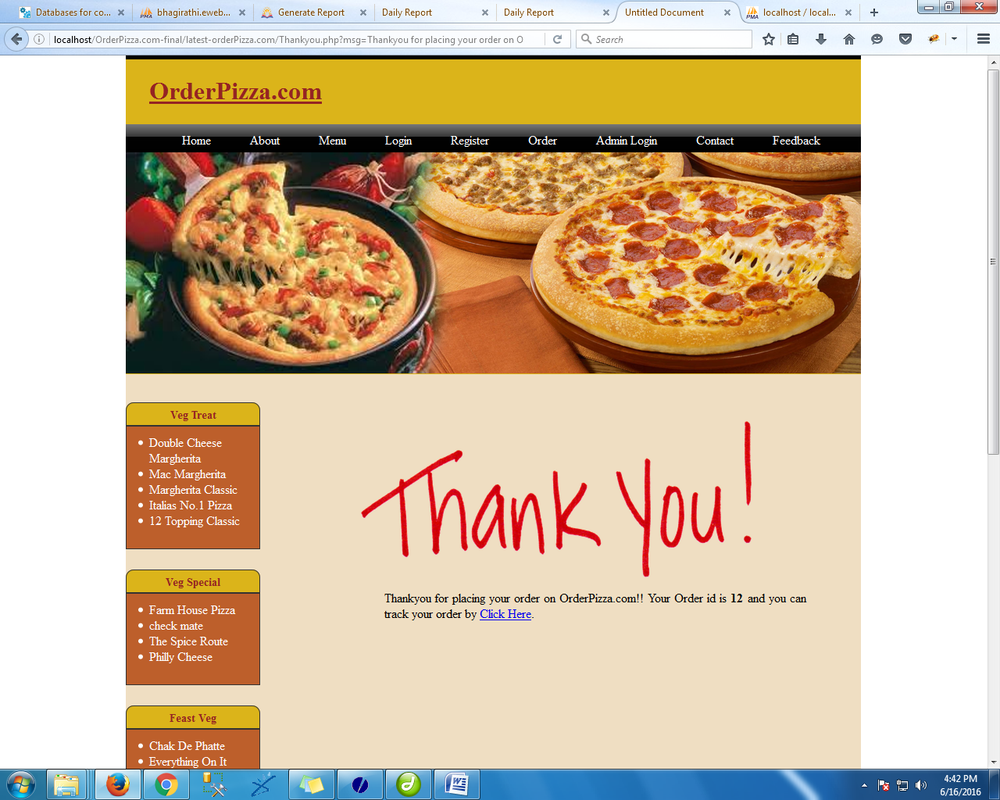 Databases for co...
bhagirathi.eweb...
Generate Report
Daily Report
Daily Report
Untitled Document
localhost / local...
localhost/OrderPizza.com-final/latest-orderPizza.com/Thankyou.php?msg=Thankyou for placing your order on O
Search
OrderPizza.com
Home About Menu Login Register Order Admin Login Contact Feedback
Veg Treat
Double Cheese
Margherita
Mac Margherita
Margherita Classic
Italias No.1 Pizza
12 Topping Classic
Veg Special
Farm House Pizza
check mate
The Spice Route
Philly Cheese
Feast Veg
Chak De Phatte
Everything On It
Thank You!
Thankyou for placing your order on OrderPizza.com!! Your Order id is 12 and you can
track your order by Click Here.
4:42 PM
6/16/2016